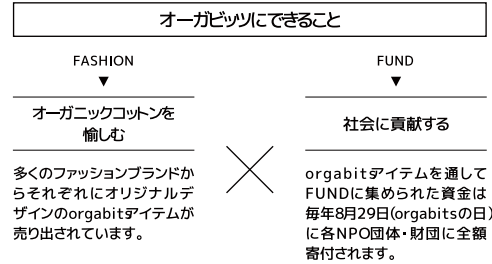 オーガビッツにできること
FASHION
▼
オーガニックコットンを
愉しむ
多くのファッションブランドか
らそれぞれにオリジナルデ
ザインのorgabitsアイテムが
売り出されています。
FUND
▼
社会に貢献する
orgabitsアイテムを通して
FUNDに集められた資金は
毎年8月29日(orgabitsの日)
に各NPO団体・財団に全額
寄付されます。